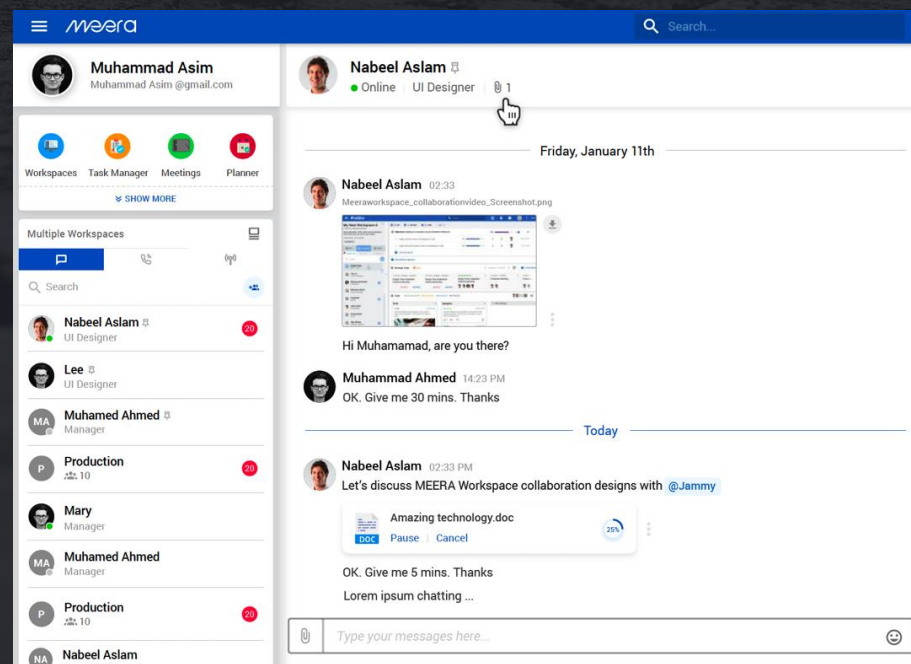 meera
Search...
Muhammad Asim
Muhammad Asim @gmail.com
Workspaces
Task Manager
Meetings
Planner
SHOW MORE
Multiple Workspaces
Search
Nabeel Aslam
UI Designer
20
Lee
UI Designer
MA
Muhamed Ahmed
Manager
P
Production
10
20
Mary
Manager
MA
Muhamed Ahmed
Manager
P
Production
10
20
NA
Nabeel Aslam
Nabeel Aslam
Online
UI Designer
1
Friday, January 11th
Nabeel Aslam 02:33
Meeraworkspace_collaborationvideo_Screenshot.png
Hi Muhamamad, are you there?
Muhammad Ahmed 14:23 PM
OK. Give me 30 mins. Thanks
Today
Nabeel Aslam 02:33 PM
Let's discuss MEERA Workspace collaboration designs with @Jammy
DOC
Amazing technology.doc
Pause
Cancel
25%
OK. Give me 5 mins. Thanks
Lorem ipsum chatting ...
Type your messages here...